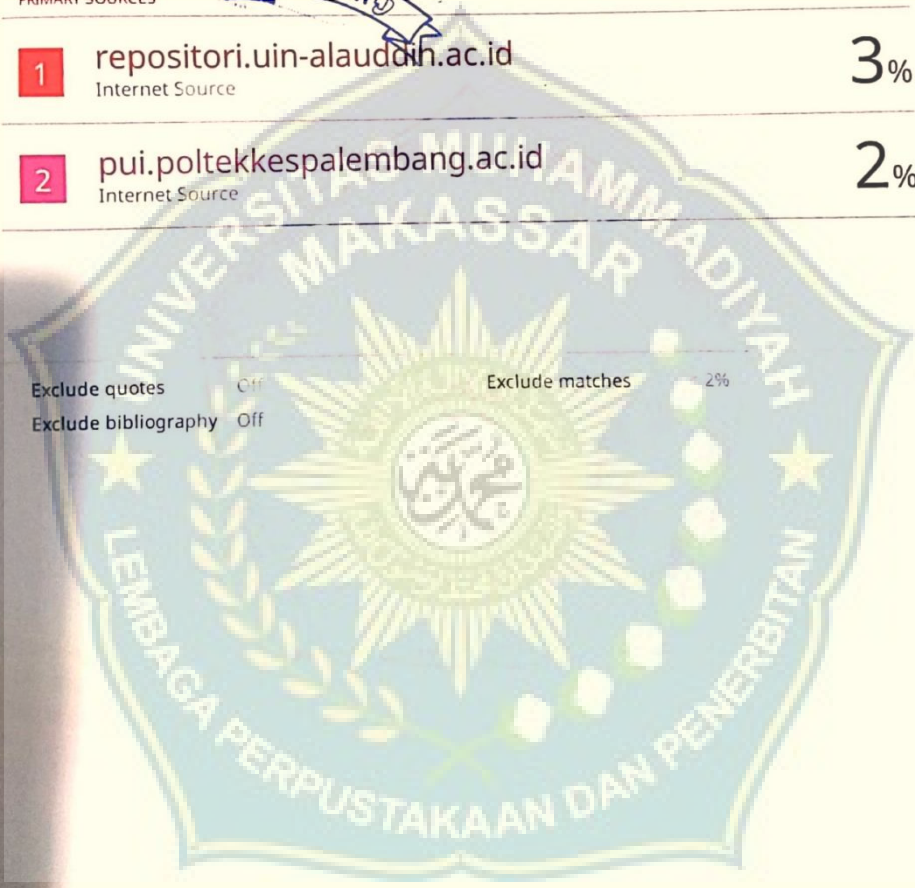 PRIMARY SOURCES
1
repositori.uin-alauddin.ac.id
3%
Internet Source
2
pui.poltekkespalembang.ac.id
2%
Internet Source
UNIVERSITAS MUHAMMADIYAH
MAKASSAR
Exclude quotes Off
Exclude matches 2%
Exclude bibliography Off
LEMBAGA PERPUSTAKAAN DAN PENERBITAN